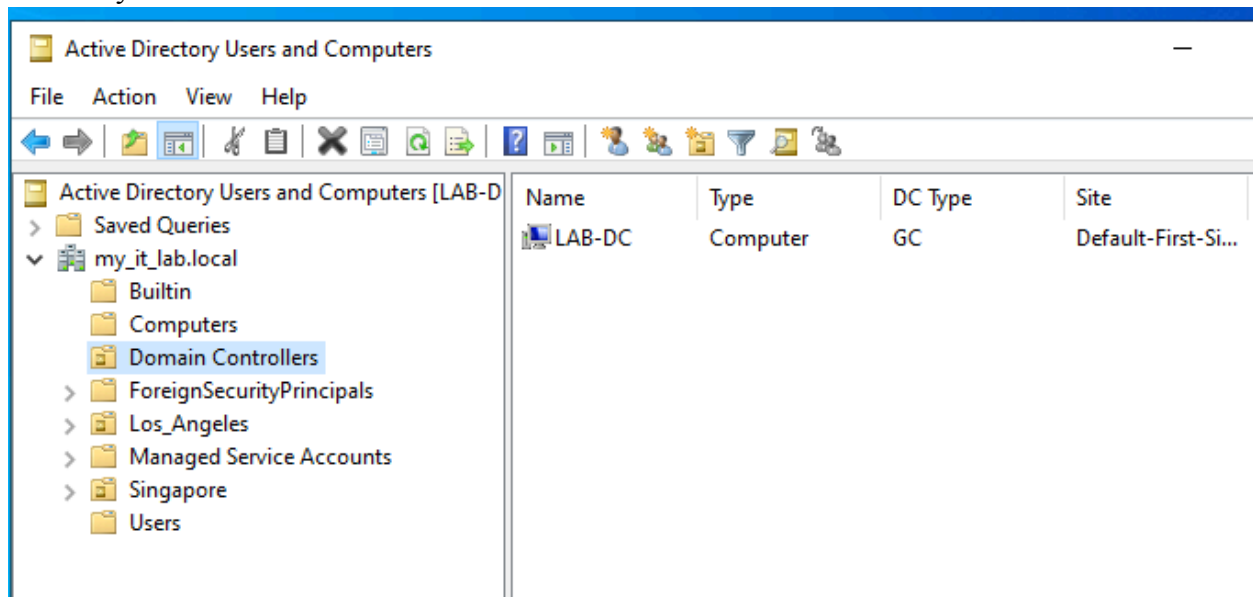 Active Directory Users and Computers
File Action View Help
Active Directory Users and Computers [LAB-D
Saved Queries
my_it_lab.local
Builtin
Computers
Domain Controllers
ForeignSecurityPrincipals
Los_Angeles
Managed Service Accounts
Singapore
Users
Name Type DC Type Site
LAB-DC Computer GC Default-First-Si...